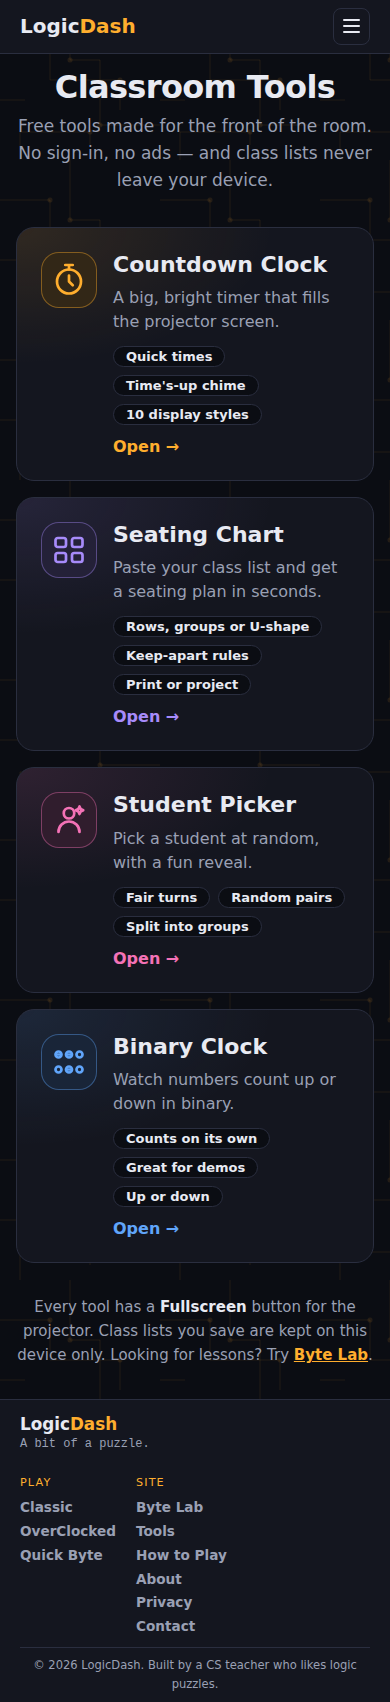 LogicDash
Classroom Tools
Free tools made for the front of the room.
No sign-in, no ads — and class lists never
leave your device.
Countdown Clock
A big, bright timer that fills
the projector screen.
Quick times
Time's-up chime
10 display styles
Open →
Seating Chart
Paste your class list and get
a seating plan in seconds.
Rows, groups or U-shape
Keep-apart rules
Print or project
Open →
Student Picker
Pick a student at random,
with a fun reveal.
Fair turns Random pairs
Split into groups
Open →
Binary Clock
Watch numbers count up or
down in binary.
Counts on its own
Great for demos
Up or down
Open →
Every tool has a Fullscreen button for the
projector. Class lists you save are kept on this
device only. Looking for lessons? Try Byte Lab.
LogicDash
A bit of a puzzle.
PLAY
Classic
OverClocked
Quick Byte
SITE
Byte Lab
Tools
How to Play
About
Privacy
Contact
© 2026 LogicDash. Built by a CS teacher who likes logic
puzzles.